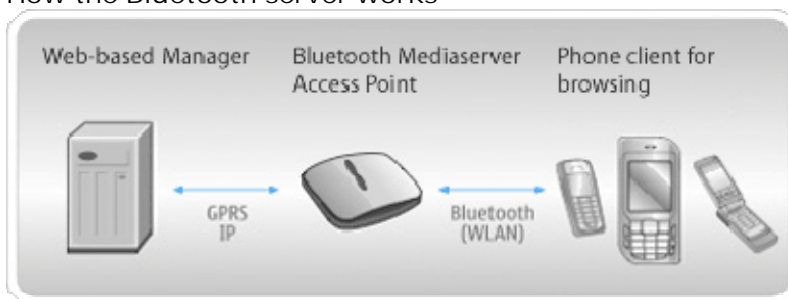 How the Bluetooth server works
Web-based Manager
Bluetooth Mediaserver
Access Point
Phone client for
browsing
GPRS
IP
Bluetooth
(WLAN)